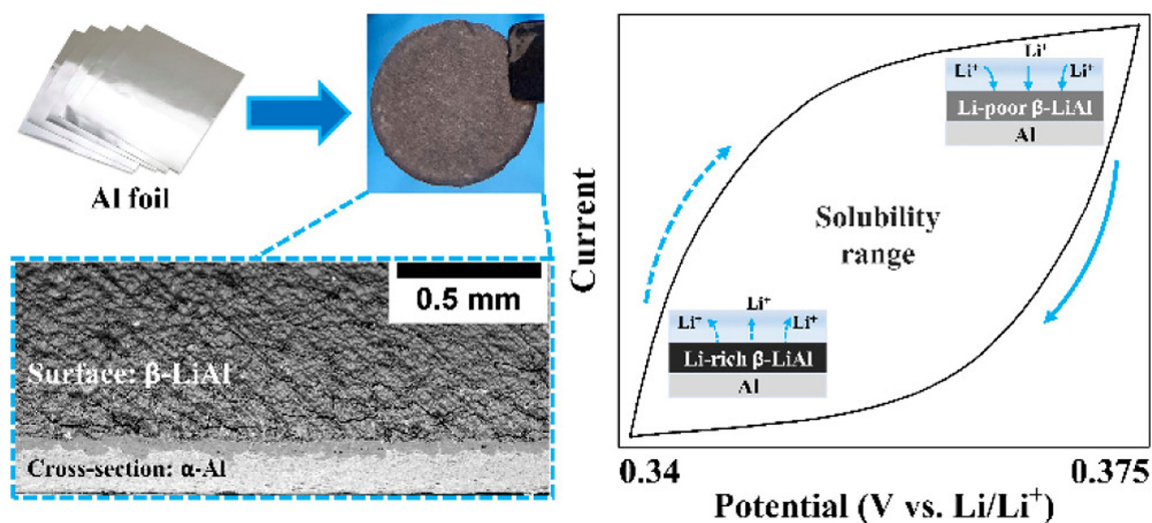 Al foil
0.5 mm
Surface: β-LiAl
Cross-section: α-Al
Current
Li⁺
Li⁺ Li⁺
Li-poor β-LiAl
Al
Solubility
range
Li⁺
Li⁺ Li⁺
Li-rich β-LiAl
Al
0.34 0.375
Potential (V vs. Li/Li⁺)